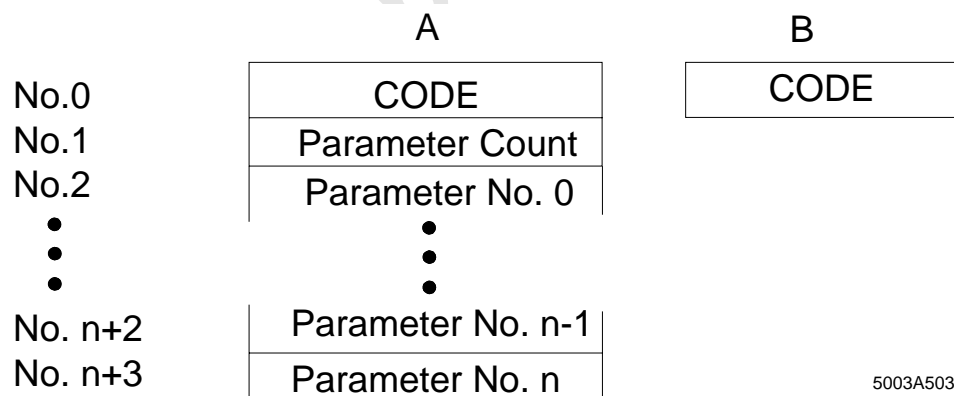 A B
No.0 CODE CODE
No.1 Parameter Count
No.2 Parameter No. 0
No. n+2 Parameter No. n-1
No. n+3 Parameter No. n
5003A503